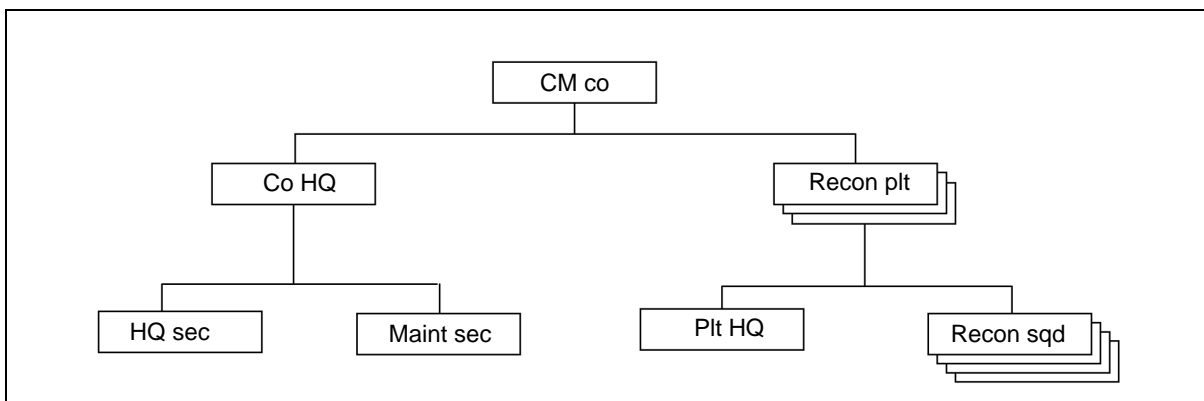 CM co
Co HQ
Recon plt
HQ sec
Maint sec
Plt HQ
Recon sqd